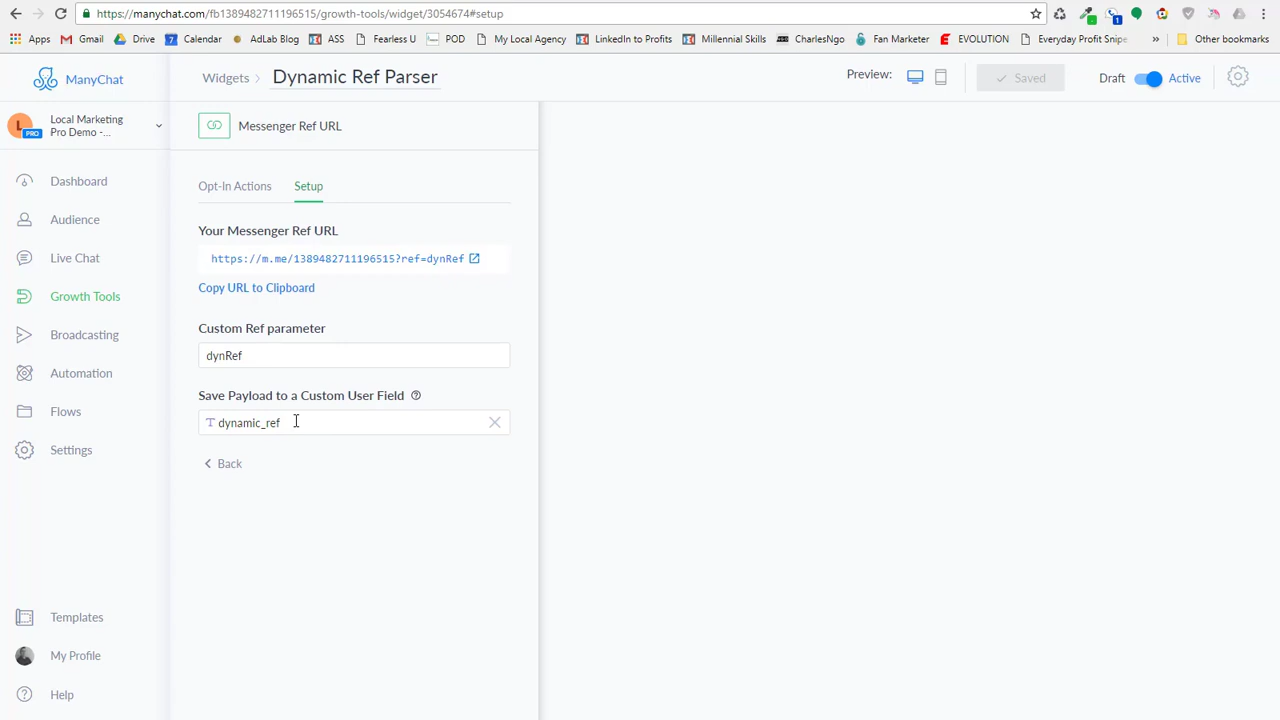 https://manychat.com/fb1389482711196515/growth-tools/widget/3054674#setup
Apps Gmail Drive 7 Calendar AdLab Blog ASS Fearless U POD My Local Agency LinkedIn to Profits Millennial Skills CharlesNgo Fan Marketer EVOLUTION Everyday Profit Snipe » Other bookmarks
ManyChat
Widgets > Dynamic Ref Parser
Preview:
Saved
Draft Active
L PRO
Local Marketing
Pro Demo -...
Messenger Ref URL
Dashboard
Audience
Live Chat
Growth Tools
Broadcasting
Automation
Flows
Settings
Templates
My Profile
Help
Opt-In Actions Setup
Your Messenger Ref URL
https://m.me/1389482711196515?ref=dynRef
Copy URL to Clipboard
Custom Ref parameter
dynRef
Save Payload to a Custom User Field
T dynamic_ref
Back